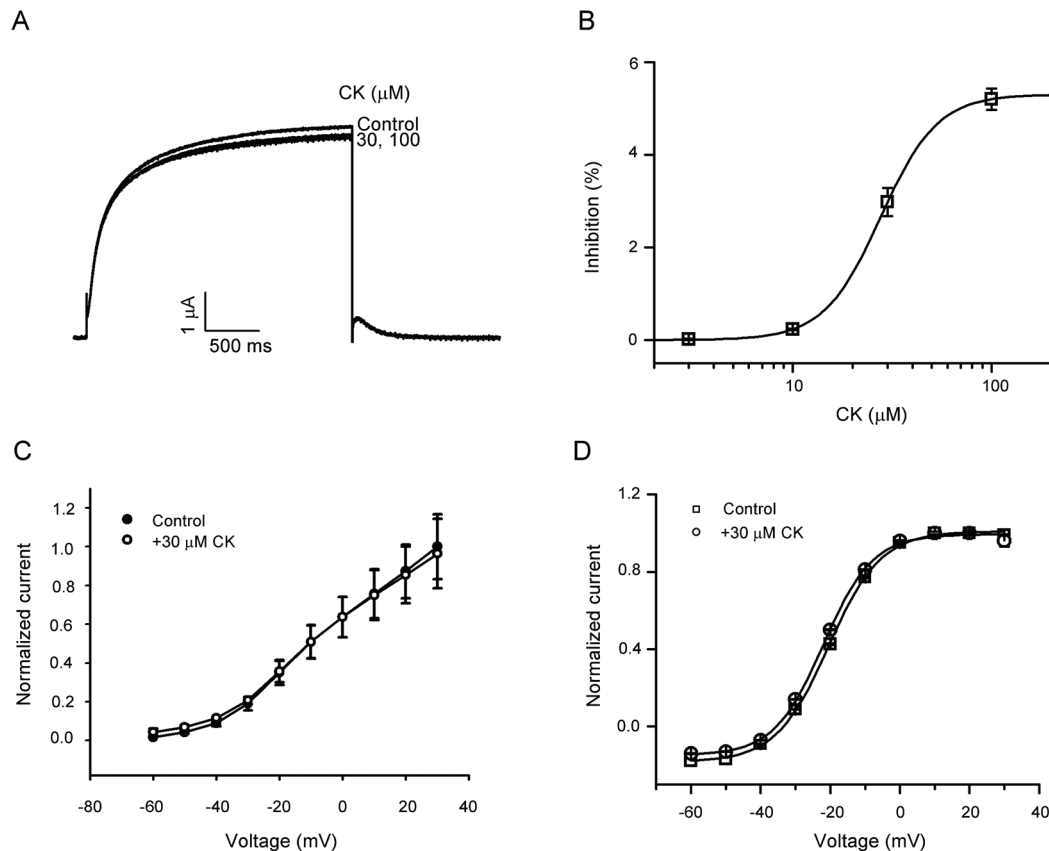 A
CK (μM)
Control
30, 100
1 μA
500 ms
B
6
4
2
0
Inhibition (%)
10
100
CK (μM)
C
1.2
1.0
0.8
0.6
0.4
0.2
0.0
Normalized current
Control
+30 μM CK
-80
-60
-40
-20
0
20
40
Voltage (mV)
D
1.2
0.8
0.4
0.0
Normalized current
Control
+30 μM CK
-60
-40
-20
0
20
40
Voltage (mV)